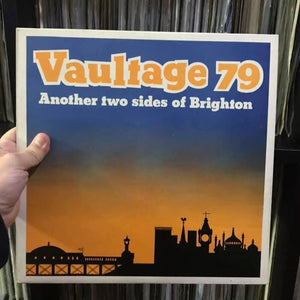 Vaultage 79
Another two sides of Brighton